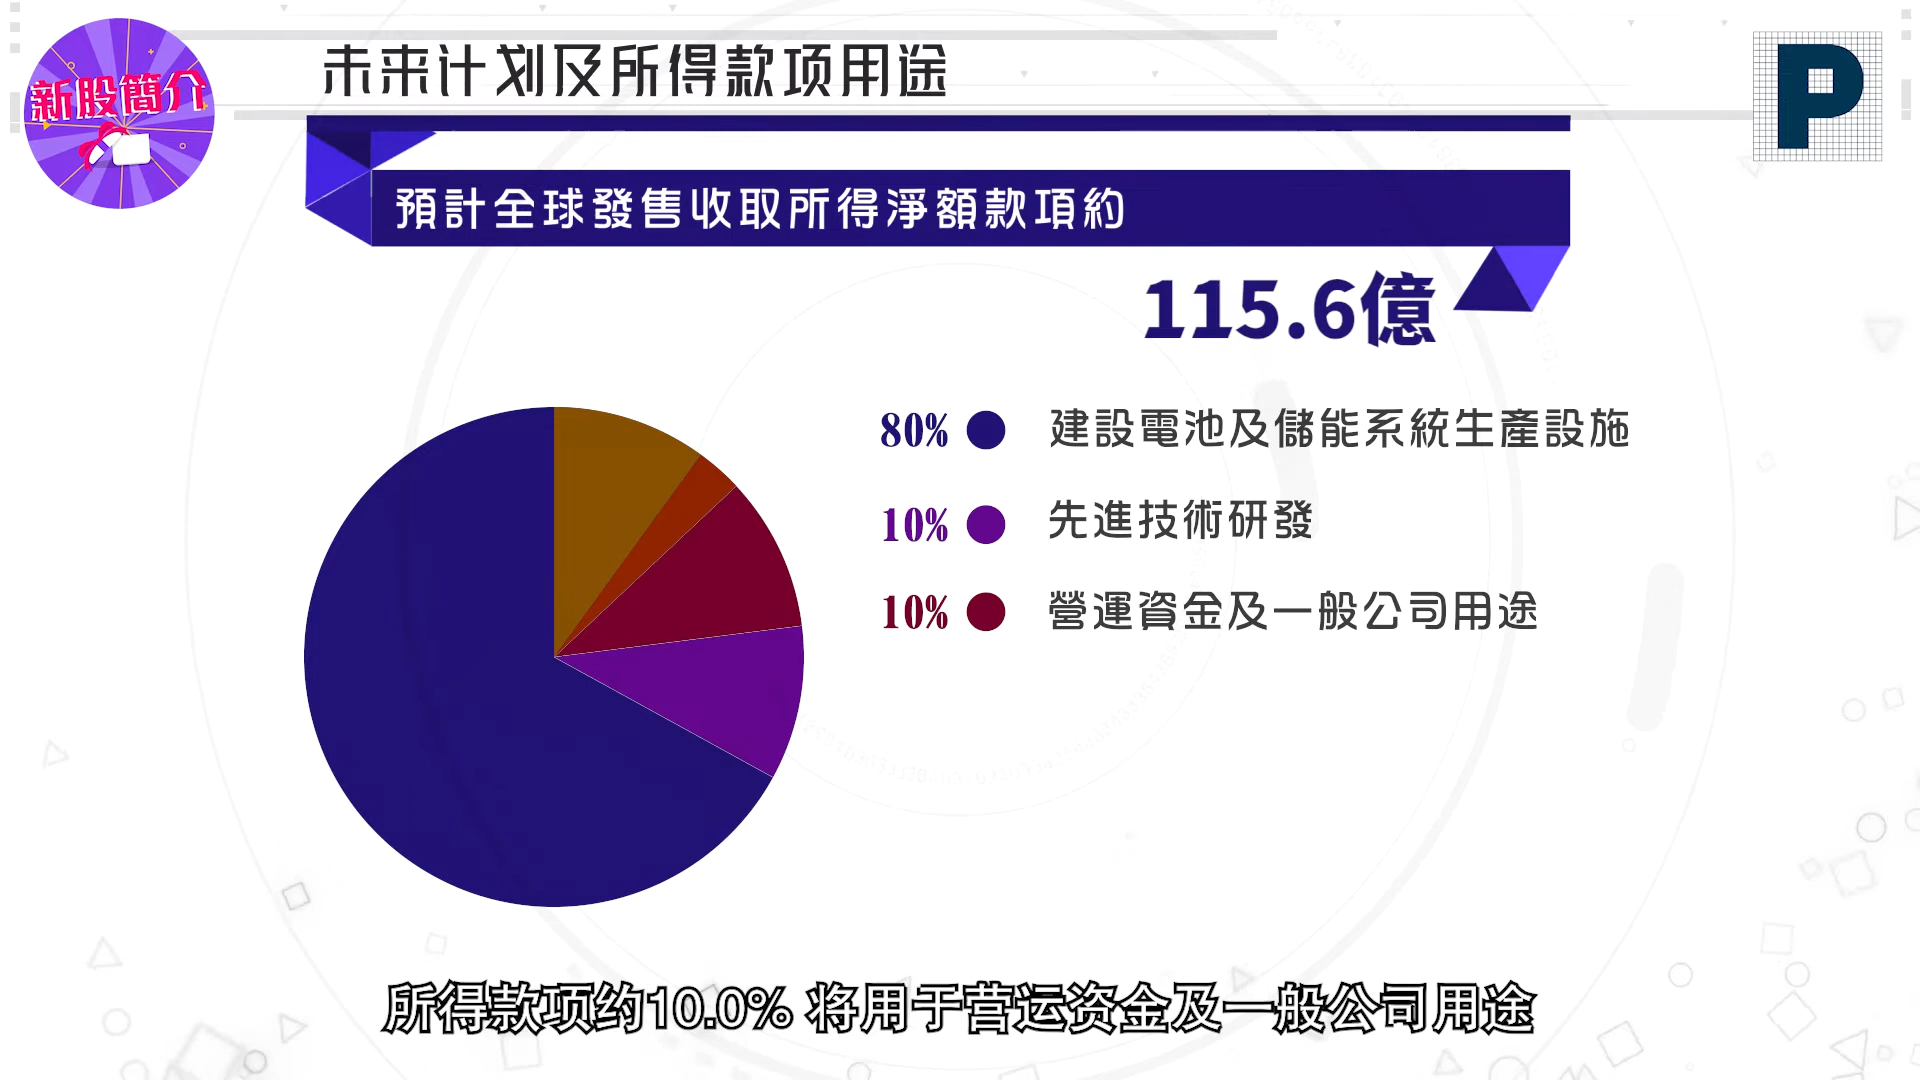 未来计划及所得款项用途
新股簡介
P
預計全球發售收取所得淨額款項約
115.6億
80% 建設電池及儲能系統生產設施
10% 先進技術研發
10% 營運資金及一般公司用途
所得款项约10.0% 将用于营运资金及一般公司用途